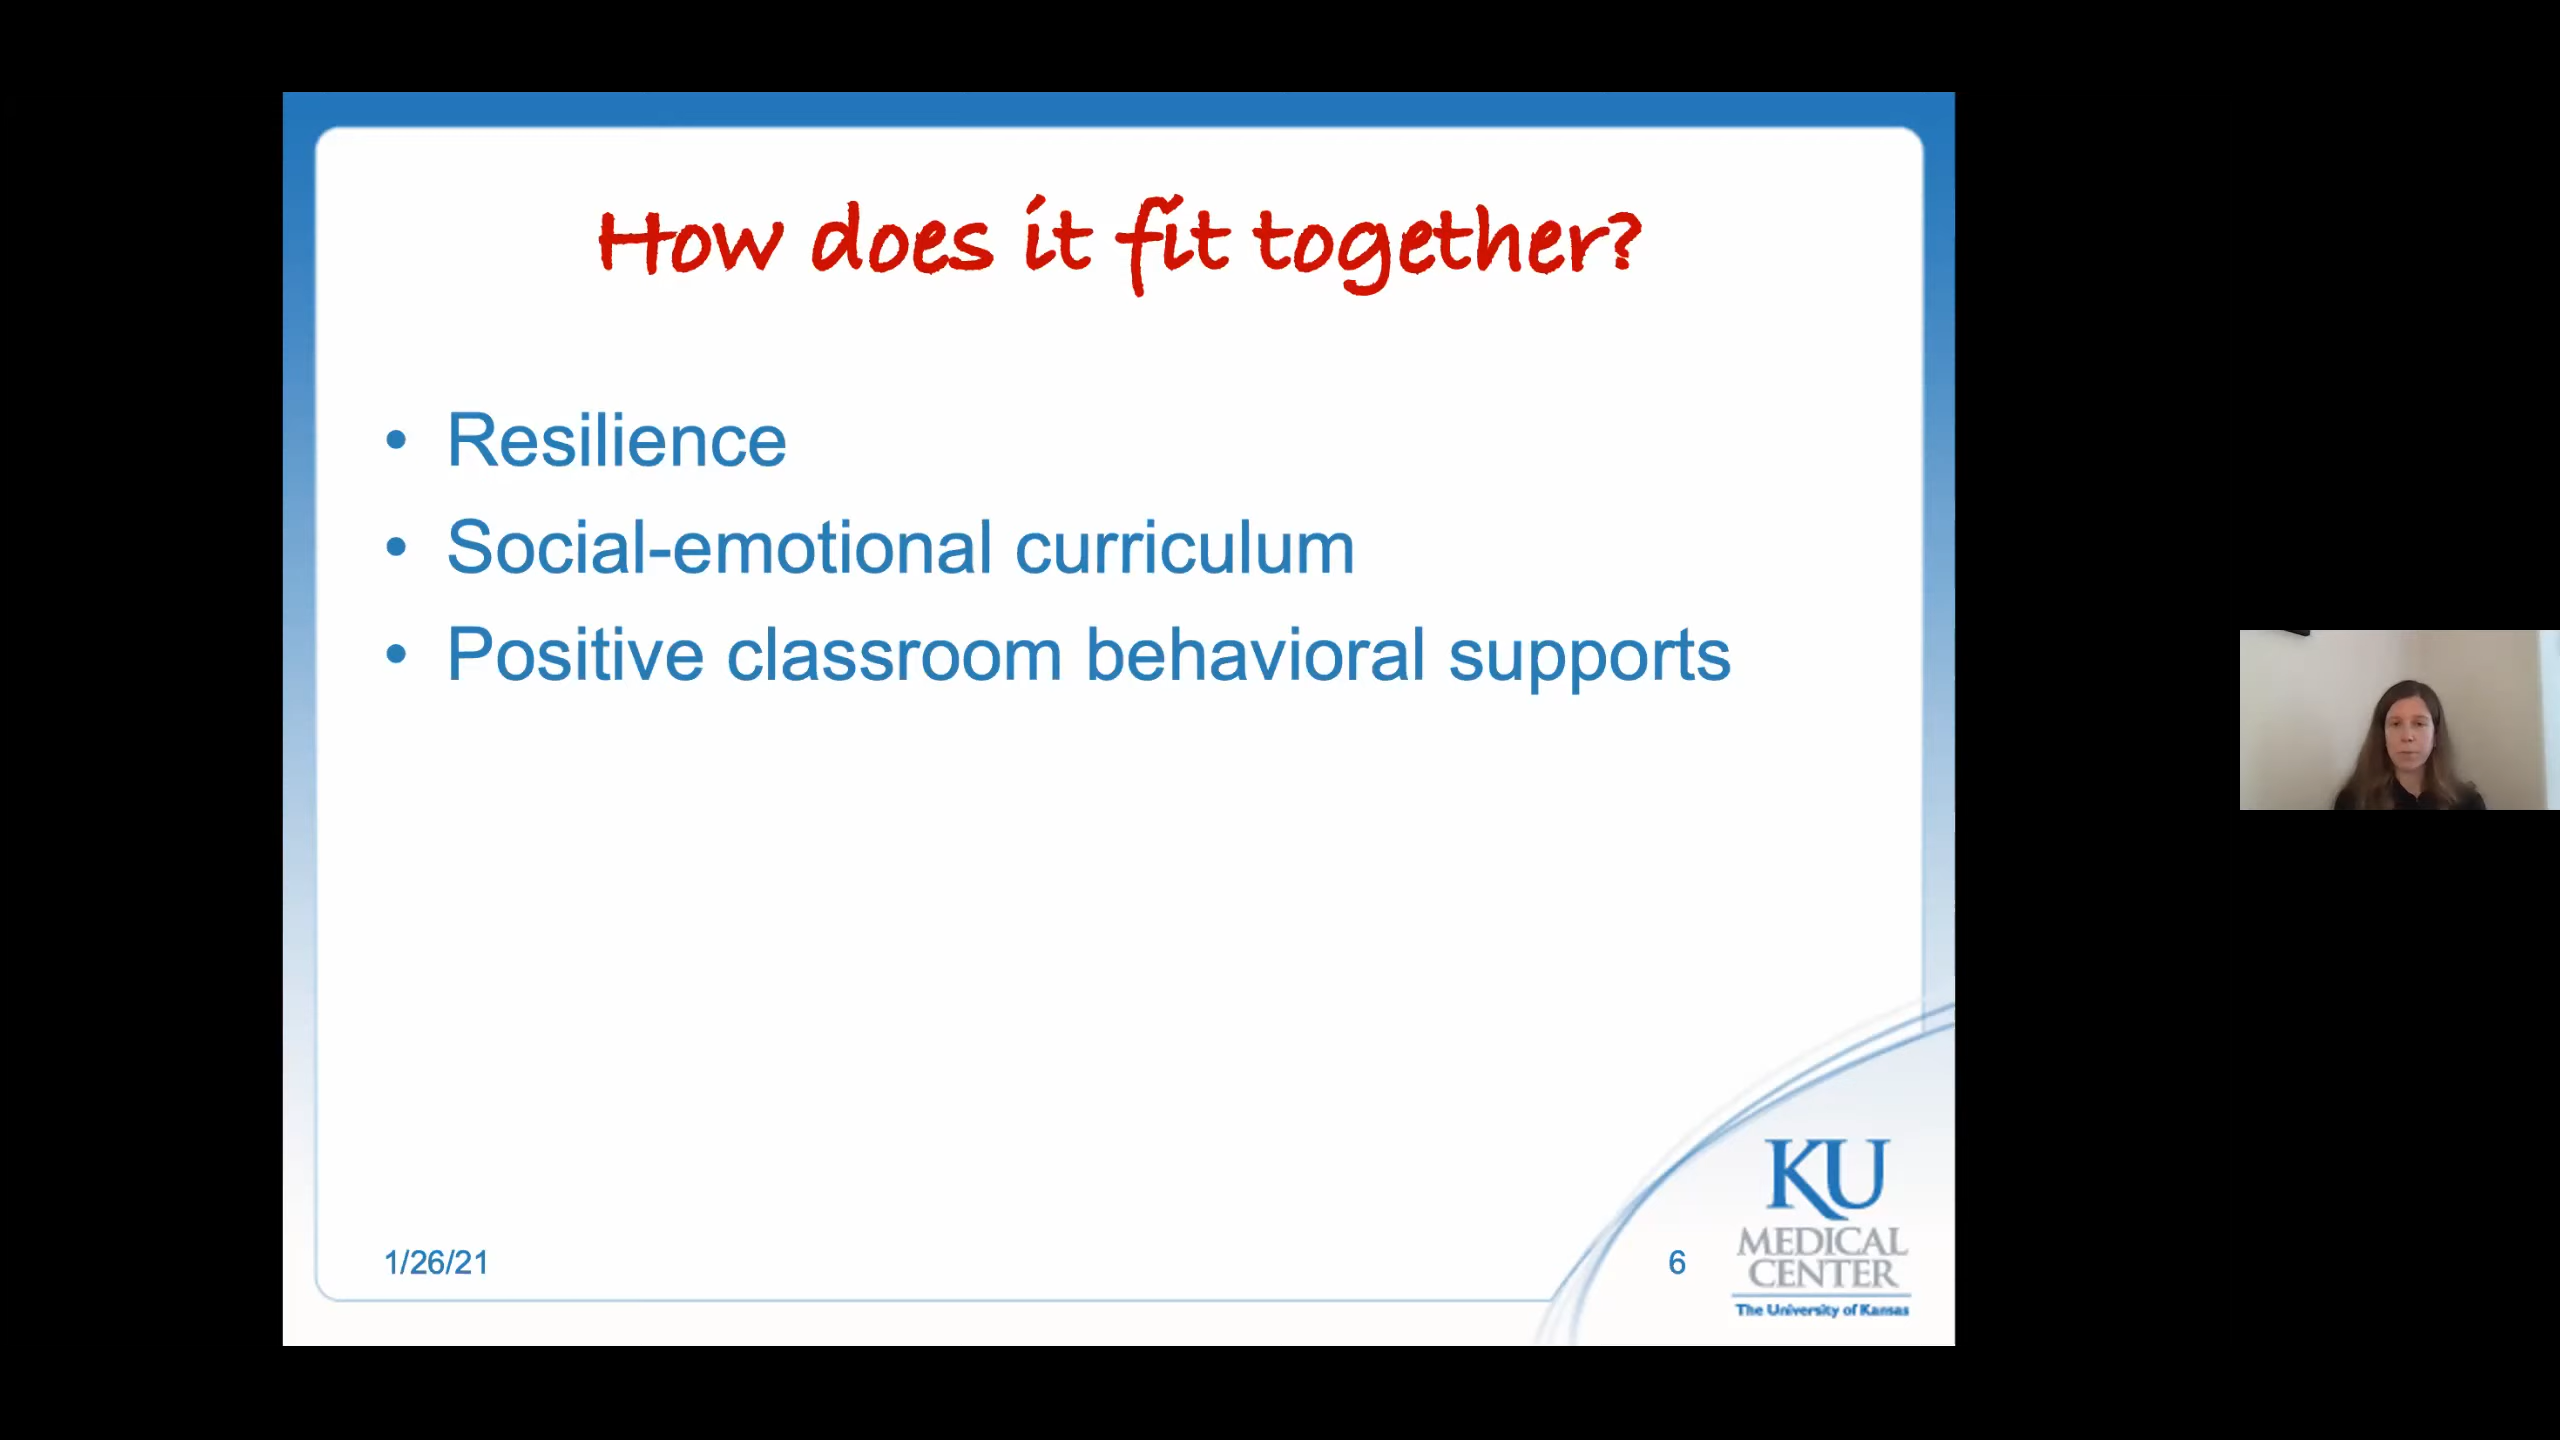 How does it fit together?
• Resilience
• Social-emotional curriculum
• Positive classroom behavioral supports
1/26/21
6
KU
MEDICAL
CENTER
The University of Kansas